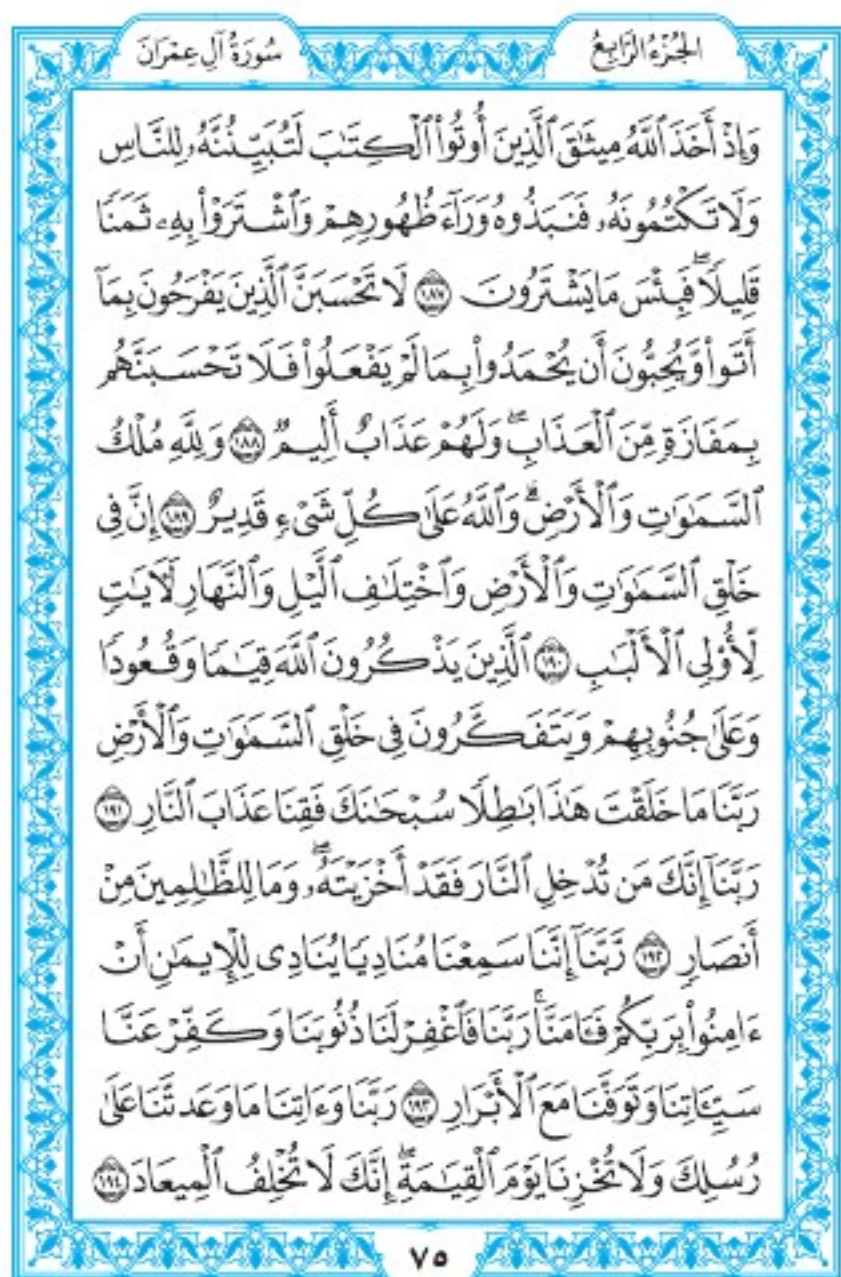 الجُزْءُ الرَّابِعُ
سُورَةُ آلِ عِمْرَانَ
وَإِذْ أَخَذَ ٱللَّهُ مِيثَٰقَ ٱلَّذِينَ أُوتُوا۟ ٱلْكِتَٰبَ لَتُبَيِّنُنَّهُۥ لِلنَّاسِ
وَلَا تَكْتُمُونَهُۥ فَنَبَذُوهُ وَرَآءَ ظُهُورِهِمْ وَٱشْتَرَوْا۟ بِهِۦ ثَمَنًا
قَلِيلًا ۖ فَبِئْسَ مَا يَشْتَرُونَ ١٨٧ لَا تَحْسَبَنَّ ٱلَّذِينَ يَفْرَحُونَ بِمَآ
أَتَوا۟ وَّيُحِبُّونَ أَن يُحْمَدُوا۟ بِمَا لَمْ يَفْعَلُوا۟ فَلَا تَحْسَبَنَّهُم
بِمَفَازَةٍ مِّنَ ٱلْعَذَابِ ۖ وَلَهُمْ عَذَابٌ أَلِيمٌ ١٨٨ وَلِلَّهِ مُلْكُ
ٱلسَّمَٰوَٰتِ وَٱلْأَرْضِ ۗ وَٱللَّهُ عَلَىٰ كُلِّ شَىْءٍ قَدِيرٌ ١٨٩ إِنَّ فِى
خَلْقِ ٱلسَّمَٰوَٰتِ وَٱلْأَرْضِ وَٱخْتِلَٰفِ ٱلَّيْلِ وَٱلنَّهَارِ لَءَايَٰتٍ
لِّأُو۟لِى ٱلْأَلْبَٰبِ ١٩٠ ٱلَّذِينَ يَذْكُرُونَ ٱللَّهَ قِيَٰمًا وَقُعُودًا
وَعَلَىٰ جُنُوبِهِمْ وَيَتَفَكَّرُونَ فِى خَلْقِ ٱلسَّمَٰوَٰتِ وَٱلْأَرْضِ
رَبَّنَا مَا خَلَقْتَ هَٰذَا بَٰطِلًا سُبْحَٰنَكَ فَقِنَا عَذَابَ ٱلنَّارِ ١٩١
رَبَّنَآ إِنَّكَ مَن تُدْخِلِ ٱلنَّارَ فَقَدْ أَخْزَيْتَهُۥ ۖ وَمَا لِلظَّٰلِمِينَ مِنْ
أَنصَارٍ ١٩٢ رَّبَّنَآ إِنَّنَا سَمِعْنَا مُنَادِيًا يُنَادِى لِلْإِيمَٰنِ أَنْ
ءَامِنُوا۟ بِرَبِّكُمْ فَـَٔامَنَّا ۚ رَبَّنَا فَٱغْفِرْ لَنَا ذُنُوبَنَا وَكَفِّرْ عَنَّا
سَيِّـَٔاتِنَا وَتَوَفَّنَا مَعَ ٱلْأَبْرَارِ ١٩٣ رَبَّنَا وَءَاتِنَا مَا وَعَدتَّنَا عَلَىٰ
رُسُلِكَ وَلَا تُخْزِنَا يَوْمَ ٱلْقِيَٰمَةِ ۗ إِنَّكَ لَا تُخْلِفُ ٱلْمِيعَادَ ١٩٤
٧٥